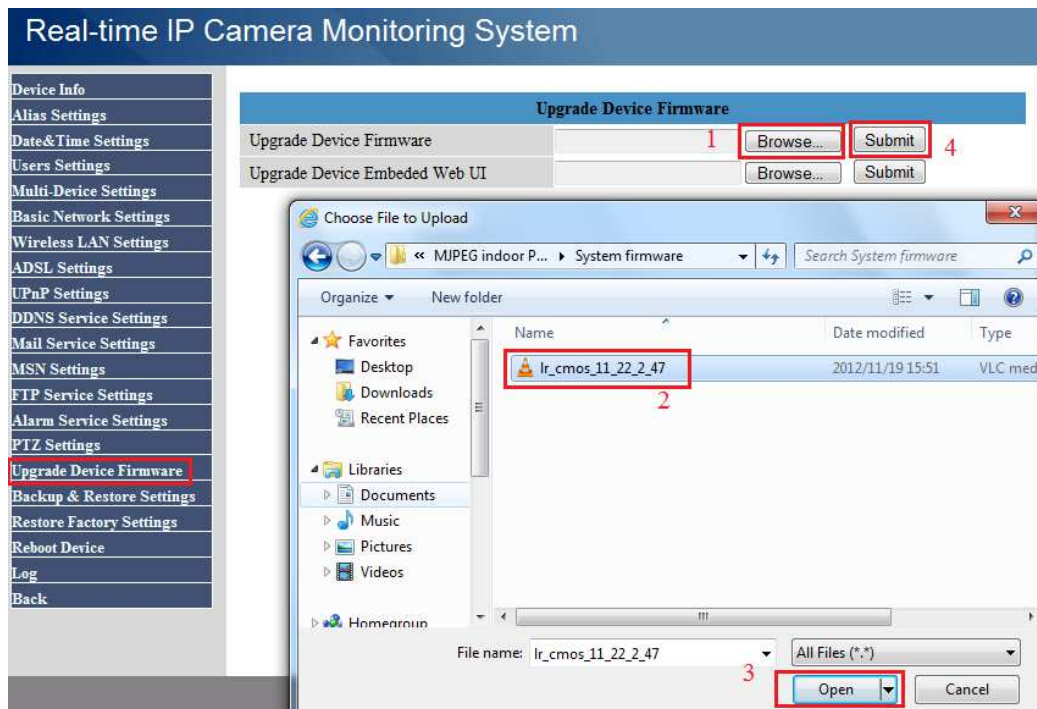 Real-time IP Camera Monitoring System
Device Info
Alias Settings
Date&Time Settings
Users Settings
Multi-Device Settings
Basic Network Settings
Wireless LAN Settings
ADSL Settings
UPnP Settings
DDNS Service Settings
Mail Service Settings
MSN Settings
FTP Service Settings
Alarm Service Settings
PTZ Settings
Upgrade Device Firmware
Backup & Restore Settings
Restore Factory Settings
Reboot Device
Log
Back
Upgrade Device Firmware
Upgrade Device Firmware 1 Browse... Submit 4
Upgrade Device Embeded Web UI Browse... Submit
Choose File to Upload
« MJPEG indoor P... System firmware Search System firmware
Organize New folder
Favorites
Desktop
Downloads
Recent Places
Libraries
Documents
Music
Pictures
Videos
Homegroup
Name Date modified Type
lr_cmos_11_22_2_47 2012/11/19 15:51 VLC med
2
File name: lr_cmos_11_22_2_47 All Files (*.*)
3 Open Cancel